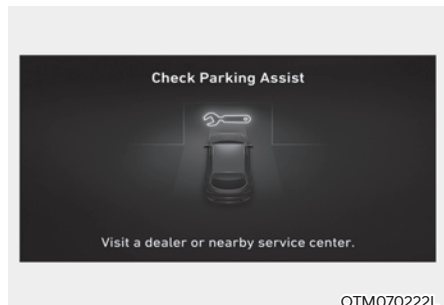 Check Parking Assist
Visit a dealer or nearby service center.
OTM070222L